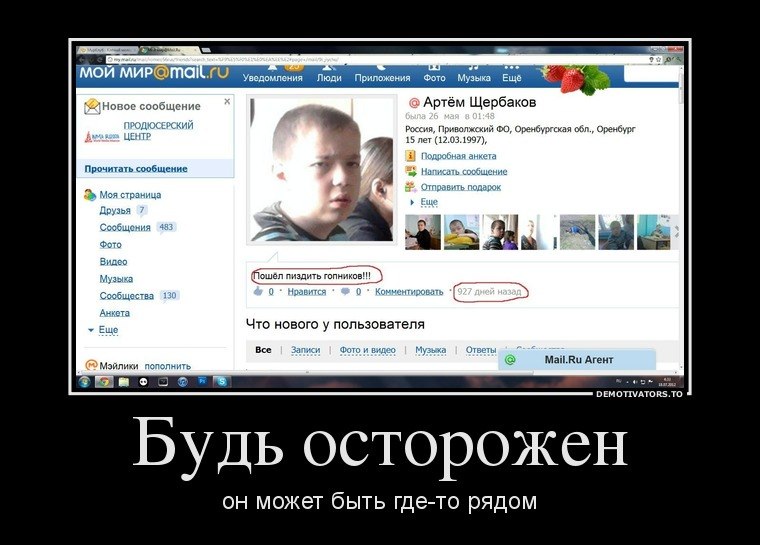 МОЙ МИР@mail.ru
Уведомления Люди Приложения Фото Музыка Ещё
Новое сообщение
ПРОДЮСЕРСКИЙ
ЦЕНТР
Прочитать сообщение
Моя страница
Друзья 7
Сообщения 483
Фото
Видео
Музыка
Сообщества 130
Анкета
Еще
Мэйлики пополнить
Артём Щербаков
была 26 мая в 01:48
Россия, Приволжский ФО, Оренбургская обл., Оренбург
15 лет (12.03.1997),
Подробная анкета
Написать сообщение
Отправить подарок
Еще
Пошёл пиздить гопников!!!
0 · Нравится · 0 · Комментировать · 927 дней назад
Что нового у пользователя
Все | Записи | Фото и видео | Музыка | Ответы
Mail.Ru Агент
DEMOTIVATORS.TO
Будь осторожен
он может быть где-то рядом